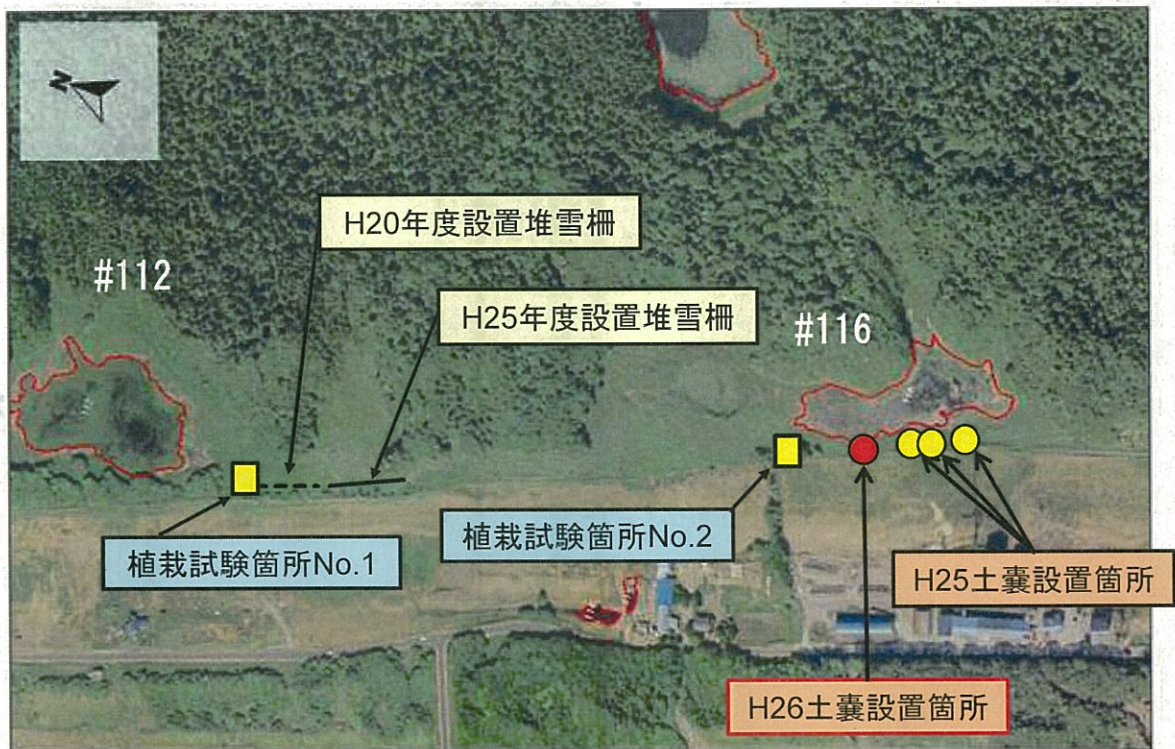 N
H20年度設置堆雪柵
#112
H25年度設置堆雪柵
#116
植栽試験箇所No.1
植栽試験箇所No.2
H25土嚢設置箇所
H26土嚢設置箇所